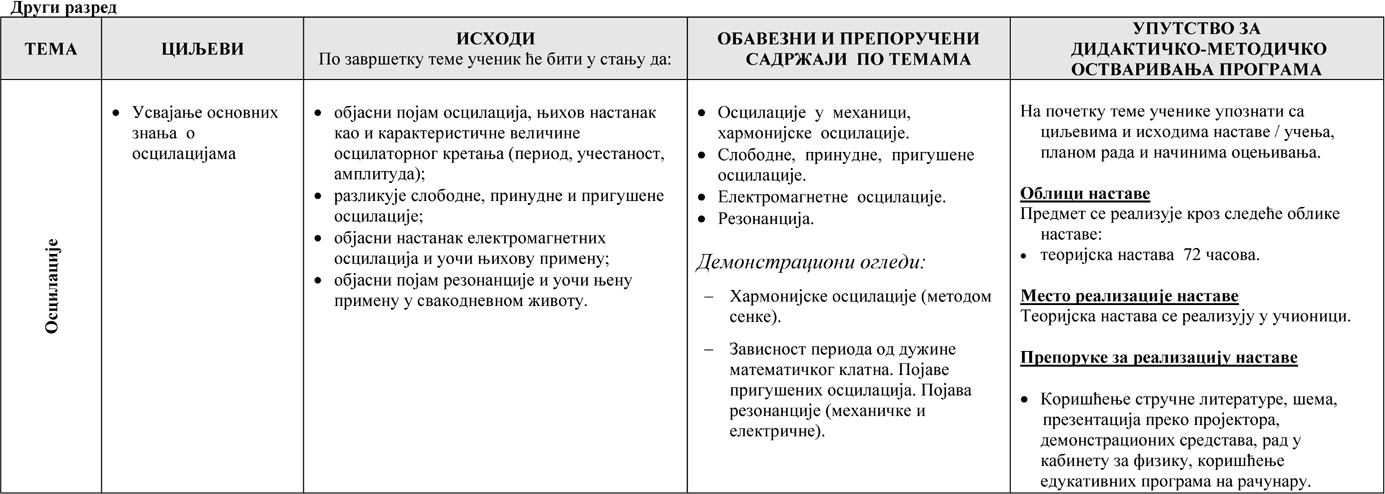 Други разред
ТЕМА
ЦИЉЕВИ
ИСХОДИ
По завршетку теме ученик ће бити у стању да:
ОБАВЕЗНИ И ПРЕПОРУЧЕНИ
САДРЖАЈИ ПО ТЕМАМА
УПУТСТВО ЗА
ДИДАКТИЧКО-МЕТОДИЧКО
ОСТВАРИВАЊА ПРОГРАМА
Осцилације
• Усвајање основних
знања о
осцилацијама
• објасни појам осцилација, њихов настанак
као и карактеристичне величине
осцилаторног кретања (период, учестаност,
амплитуда);
• разликује слободне, принудне и пригушене
осцилације;
• објасни настанак електромагнетних
осцилација и уочи њихову примену;
• објасни појам резонанције и уочи њену
примену у свакодневном животу.
• Осцилације у механици,
хармонијске осцилације.
• Слободне, принудне, пригушене
осцилације.
• Електромагнетне осцилације.
• Резонанција.
Демонстрациони огледи:
– Хармонијске осцилације (методом
сенке).
– Зависност периода од дужине
математичког клатна. Појаве
пригушених осцилација. Појава
резонанције (механичке и
електричне).
На почетку теме ученике упознати са
циљевима и исходима наставе / учења,
планом рада и начинима оцењивања.
Облици наставе
Предмет се реализује кроз следеће облике
наставе:
• теоријска настава 72 часова.
Место реализације наставе
Теоријска настава се реализују у учионици.
Препоруке за реализацију наставе
• Коришћење стручне литературе, шема,
презентација преко пројектора,
демонстрационих средстава, рад у
кабинету за физику, коришћење
едукативних програма на рачунару.